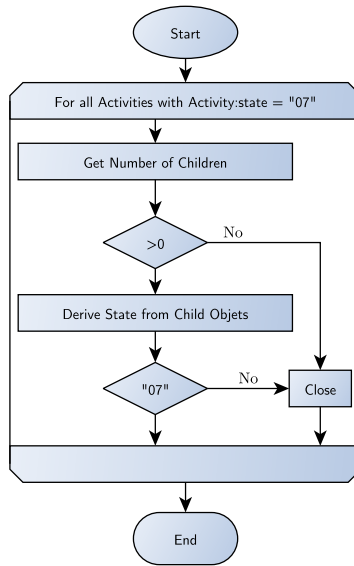 Start
For all Activities with Activity:state = "07"
Get Number of Children
>0
No
Derive State from Child Objets
"07"
No
Close
End